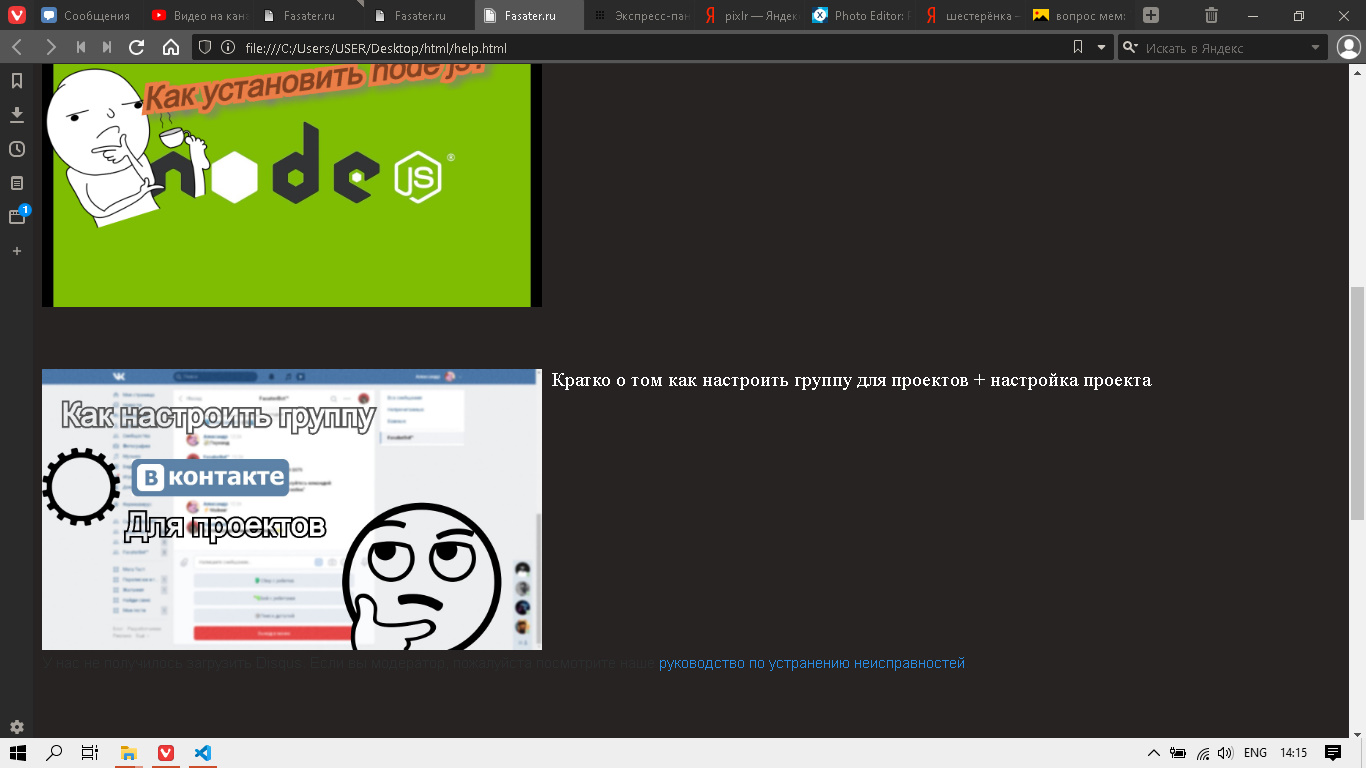 Сообщения
Видео на кана
Fasater.ru
Fasater.ru
Fasater.ru
Экспресс-пан
pixlr — Яндекс
Photo Editor: P
шестерёнка –
вопрос мем:
file:///C:/Users/USER/Desktop/html/help.html
Искать в Яндекс
1
Как установить node js?
node
JS
®
Кратко о том как настроить группу для проектов + настройка проекта
Как настроить группу
В контакте
Для проектов
У нас не получилось загрузить Disqus. Если вы модератор, пожалуйста посмотрите наше руководство по устранению неисправностей
ENG
14:15